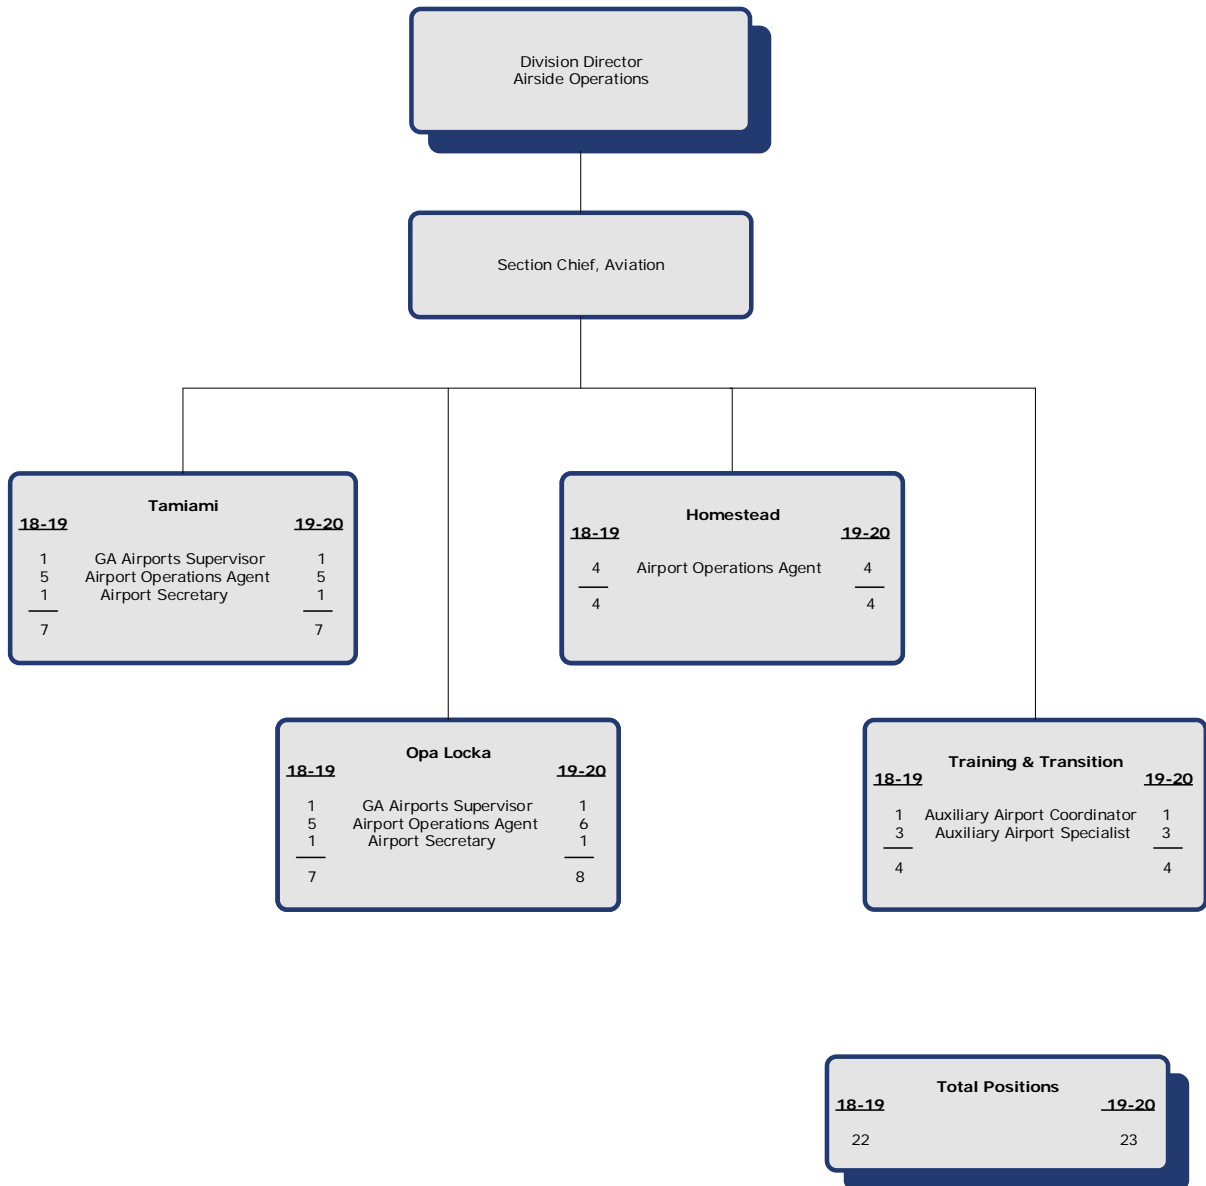 Division Director
Airside Operations
Section Chief, Aviation
Tamiami
18-19 19-20
1 GA Airports Supervisor 1
5 Airport Operations Agent 5
1 Airport Secretary 1
7 7
Homestead
18-19 19-20
4 Airport Operations Agent 4
4 4
Opa Locka
18-19 19-20
1 GA Airports Supervisor 1
5 Airport Operations Agent 6
1 Airport Secretary 1
7 8
Training & Transition
18-19 19-20
1 Auxiliary Airport Coordinator 1
3 Auxiliary Airport Specialist 3
4 4
Total Positions
18-19 19-20
22 23